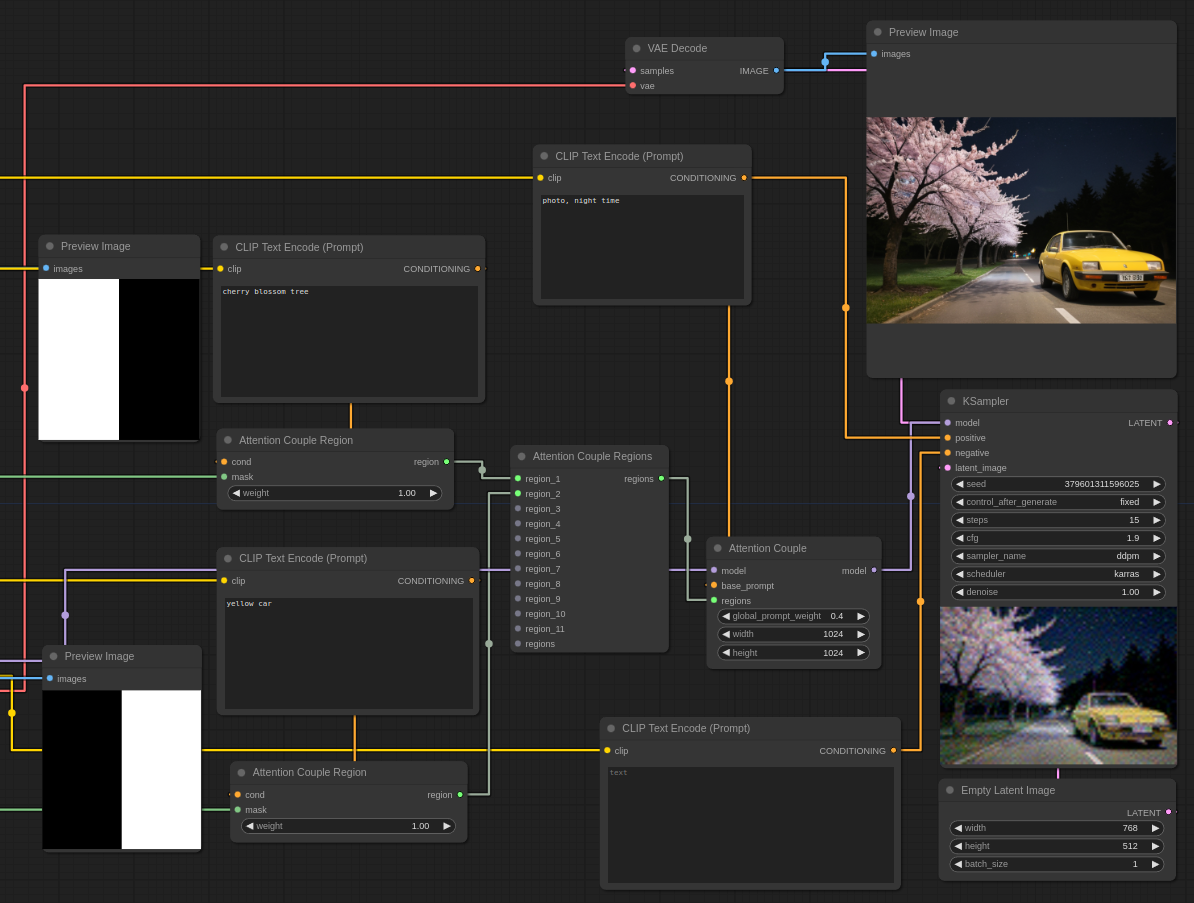 VAE Decode
samples
IMAGE
vae
Preview Image
images
CLIP Text Encode (Prompt)
clip
CONDITIONING
photo, night time
Preview Image
images
CLIP Text Encode (Prompt)
clip
CONDITIONING
cherry blossom tree
Attention Couple Region
cond
region
mask
weight
1.00
Attention Couple Regions
region_1
regions
region_2
region_3
region_4
region_5
region_6
region_7
region_8
region_9
region_10
region_11
regions
CLIP Text Encode (Prompt)
clip
CONDITIONING
yellow car
Preview Image
images
Attention Couple Region
cond
region
mask
weight
1.00
Attention Couple
model
model
base_prompt
regions
global_prompt_weight
0.4
width
1024
height
1024
CLIP Text Encode (Prompt)
clip
CONDITIONING
text
KSampler
model
LATENT
positive
negative
latent_image
seed
379601311596025
control_after_generate
fixed
steps
15
cfg
1.9
sampler_name
ddpm
scheduler
karras
denoise
1.00
Empty Latent Image
LATENT
width
768
height
512
batch_size
1